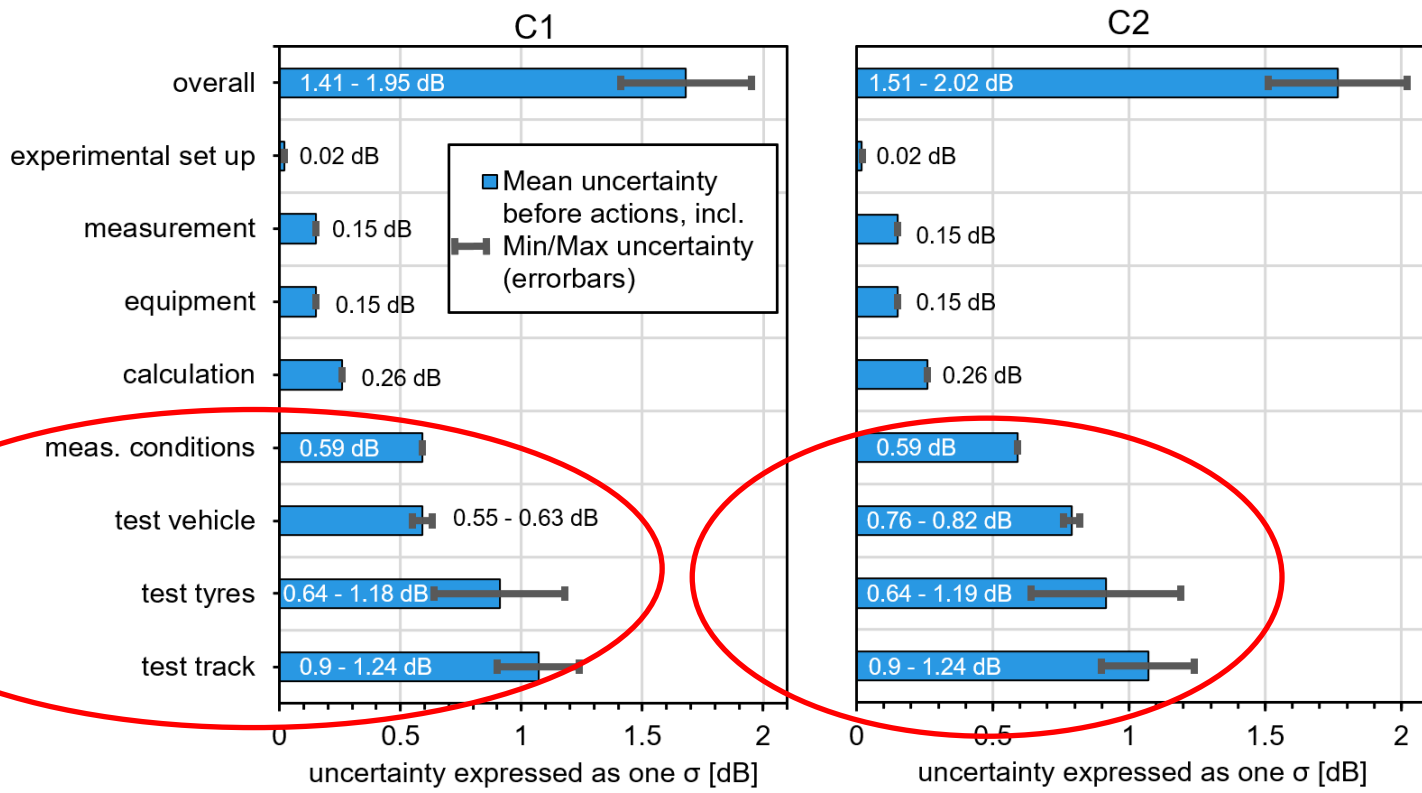 C1
overall
1.41 - 1.95 dB
experimental set up
0.02 dB
measurement
0.15 dB
equipment
0.15 dB
calculation
0.26 dB
meas. conditions
0.59 dB
test vehicle
0.55 - 0.63 dB
test tyres
0.64 - 1.18 dB
test track
0.9 - 1.24 dB
0 0.5 1 1.5 2
uncertainty expressed as one σ [dB]
Mean uncertainty
before actions, incl.
Min/Max uncertainty
(errorbars)
C2
1.51 - 2.02 dB
0.02 dB
0.15 dB
0.15 dB
0.26 dB
0.59 dB
0.76 - 0.82 dB
0.64 - 1.19 dB
0.9 - 1.24 dB
0 0.5 1 1.5 2
uncertainty expressed as one σ [dB]